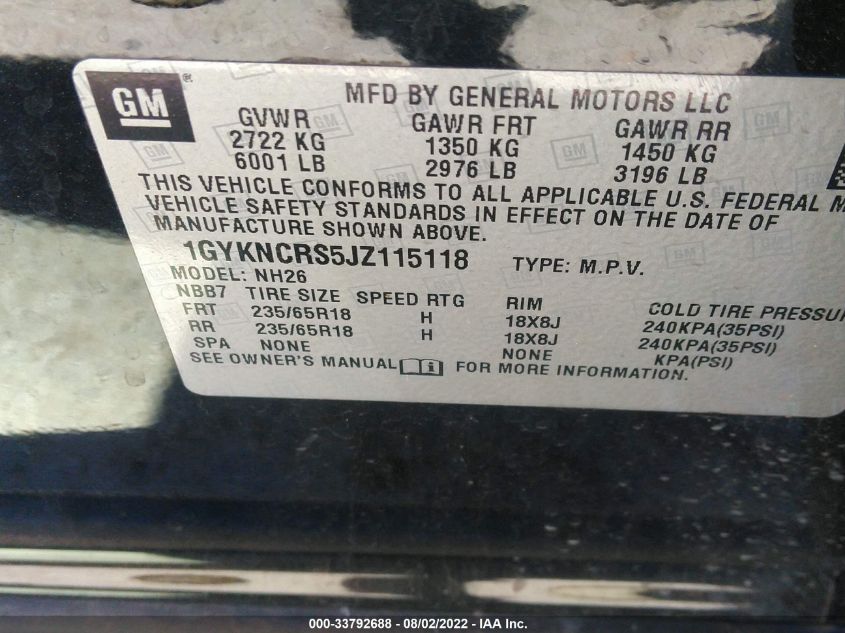 GM ®
MFD BY GENERAL MOTORS LLC
GVWR GAWR FRT GAWR RR
2722 KG 1350 KG 1450 KG
6001 LB 2976 LB 3196 LB
THIS VEHICLE CONFORMS TO ALL APPLICABLE U.S. FEDERAL M
VEHICLE SAFETY STANDARDS IN EFFECT ON THE DATE OF
MANUFACTURE SHOWN ABOVE.
1GYKNCRS5JZ115118 TYPE: M.P.V.
MODEL: NH26
NBB7 TIRE SIZE SPEED RTG RIM COLD TIRE PRESSU
FRT 235/65R18 H 18X8J 240KPA(35PSI)
RR 235/65R18 H 18X8J 240KPA(35PSI)
SPA NONE NONE KPA(PSI)
SEE OWNER'S MANUAL FOR MORE INFORMATION.
000-33792688 - 08/02/2022 - Copyright © 2022, IAA Inc.